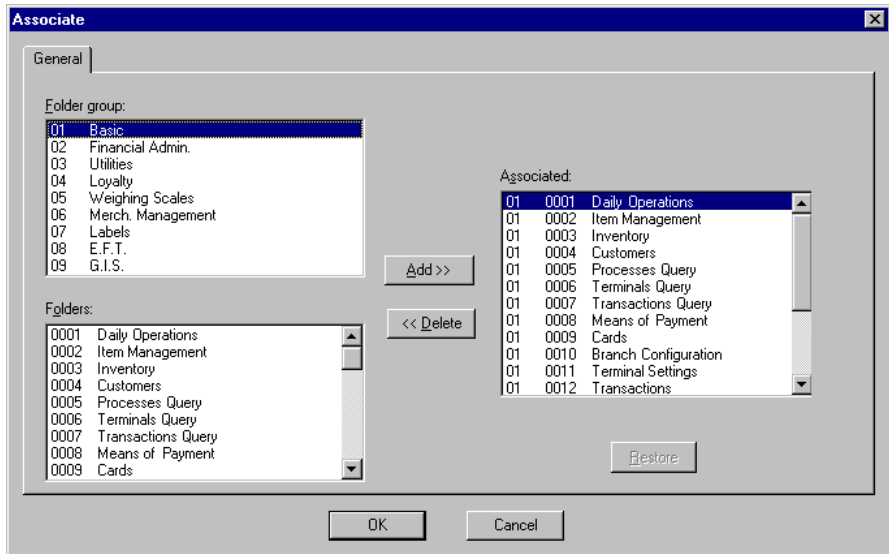 Associate
General
Folder group:
01 Basic
02 Financial Admin.
03 Utilities
04 Loyalty
05 Weighing Scales
06 Merch. Management
07 Labels
08 E.F.T.
09 G.I.S.
Folders:
0001 Daily Operations
0002 Item Management
0003 Inventory
0004 Customers
0005 Processes Query
0006 Terminals Query
0007 Transactions Query
0008 Means of Payment
0009 Cards
Add >>
<< Delete
Associated:
01 0001 Daily Operations
01 0002 Item Management
01 0003 Inventory
01 0004 Customers
01 0005 Processes Query
01 0006 Terminals Query
01 0007 Transactions Query
01 0008 Means of Payment
01 0009 Cards
01 0010 Branch Configuration
01 0011 Terminal Settings
01 0012 Transactions
Restore
OK
Cancel